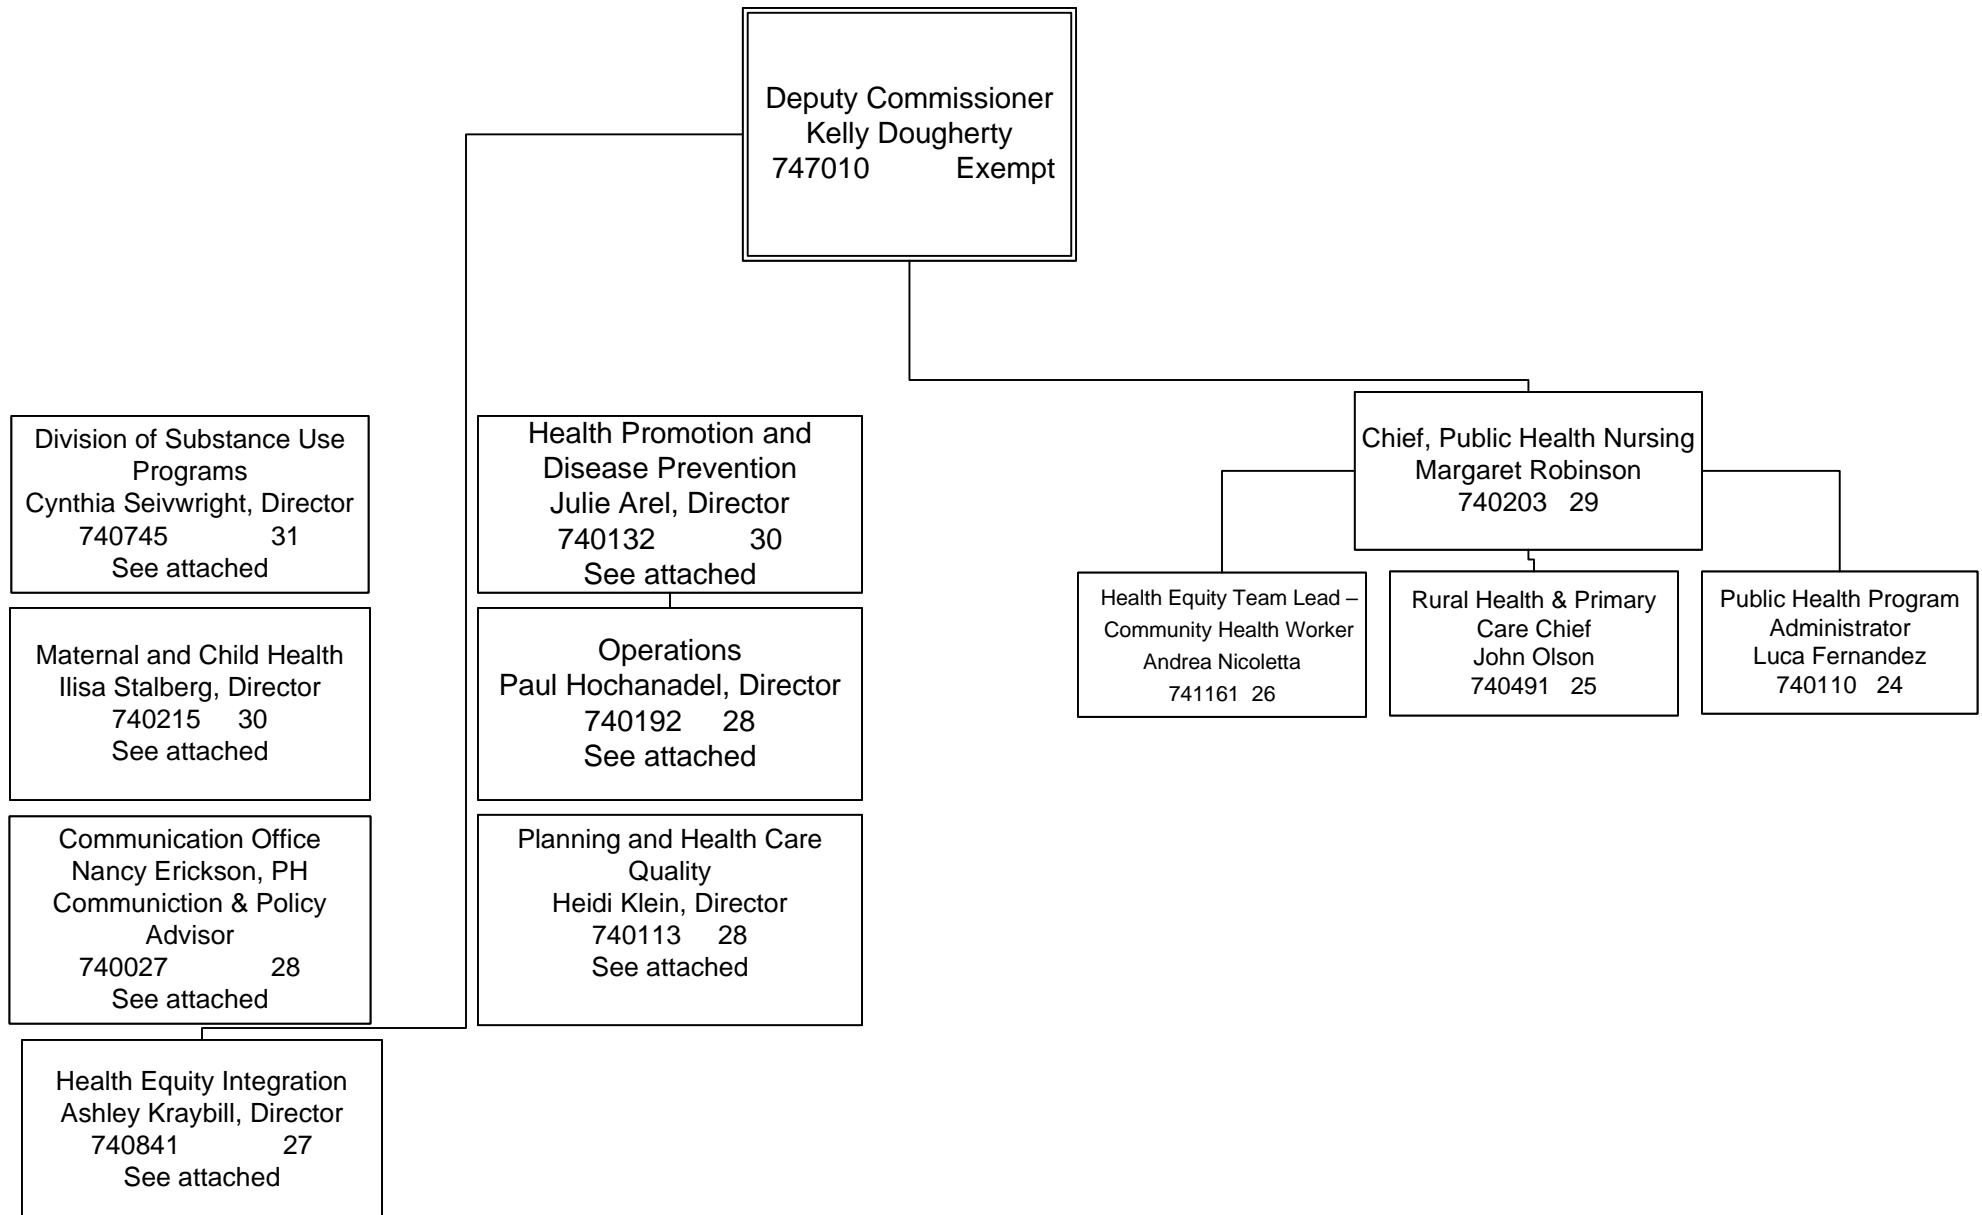 Deputy Commissioner
Kelly Dougherty
747010 Exempt
Division of Substance Use
Programs
Cynthia Seivwright, Director
740745 31
See attached
Health Promotion and
Disease Prevention
Julie Arel, Director
740132 30
See attached
Chief, Public Health Nursing
Margaret Robinson
740203 29
Health Equity Team Lead –
Community Health Worker
Andrea Nicoletta
741161 26
Rural Health & Primary
Care Chief
John Olson
740491 25
Public Health Program
Administrator
Luca Fernandez
740110 24
Maternal and Child Health
Ilisa Stalberg, Director
740215 30
See attached
Operations
Paul Hochanadel, Director
740192 28
See attached
Communication Office
Nancy Erickson, PH
Communiction & Policy
Advisor
740027 28
See attached
Planning and Health Care
Quality
Heidi Klein, Director
740113 28
See attached
Health Equity Integration
Ashley Kraybill, Director
740841 27
See attached